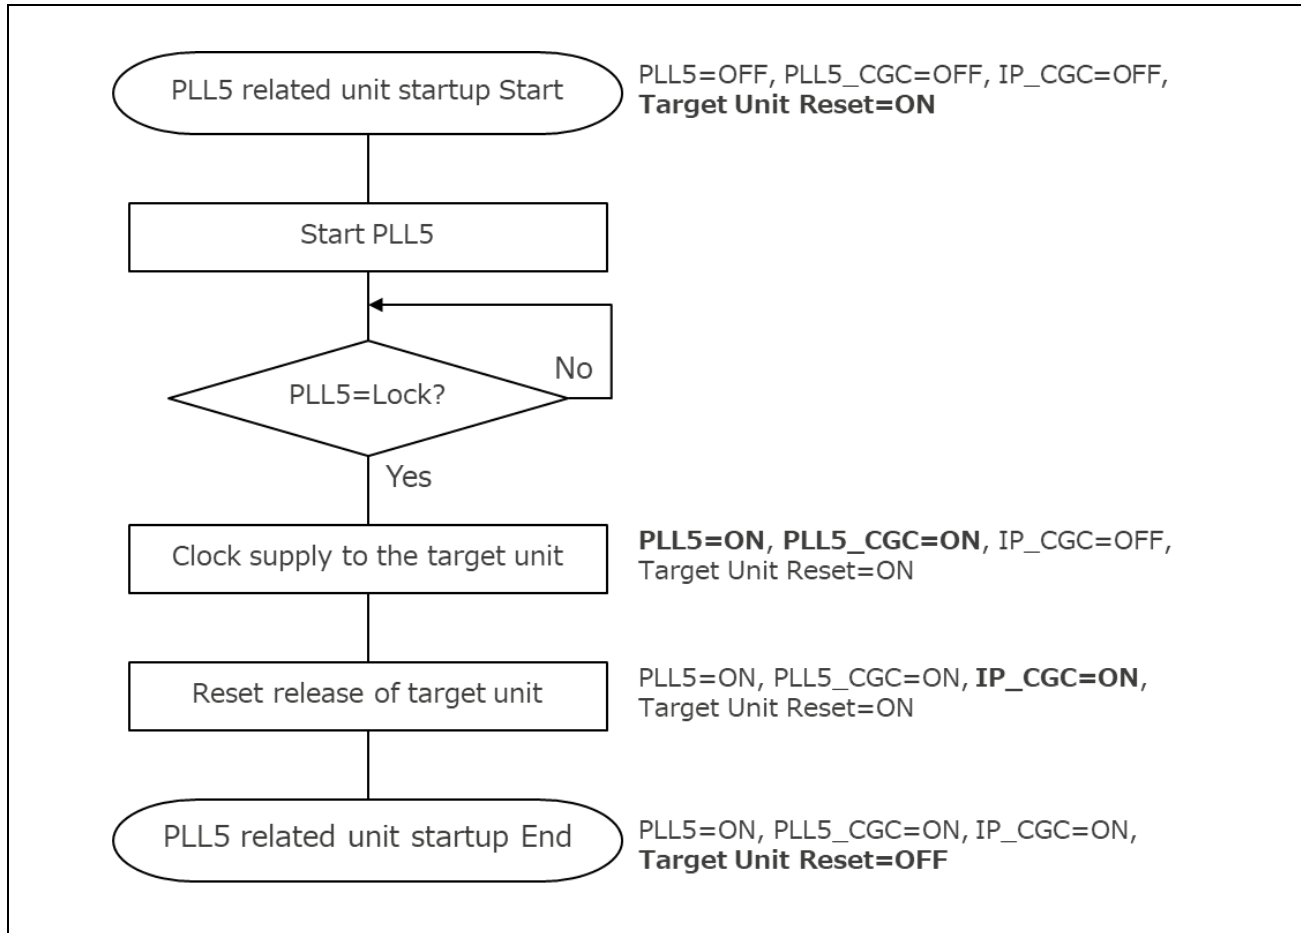 PLL5 related unit startup Start
PLL5=OFF, PLL5_CGC=OFF, IP_CGC=OFF,
Target Unit Reset=ON
Start PLL5
No
PLL5=Lock?
Yes
Clock supply to the target unit
PLL5=ON, PLL5_CGC=ON, IP_CGC=OFF,
Target Unit Reset=ON
Reset release of target unit
PLL5=ON, PLL5_CGC=ON, IP_CGC=ON,
Target Unit Reset=ON
PLL5 related unit startup End
PLL5=ON, PLL5_CGC=ON, IP_CGC=ON,
Target Unit Reset=OFF